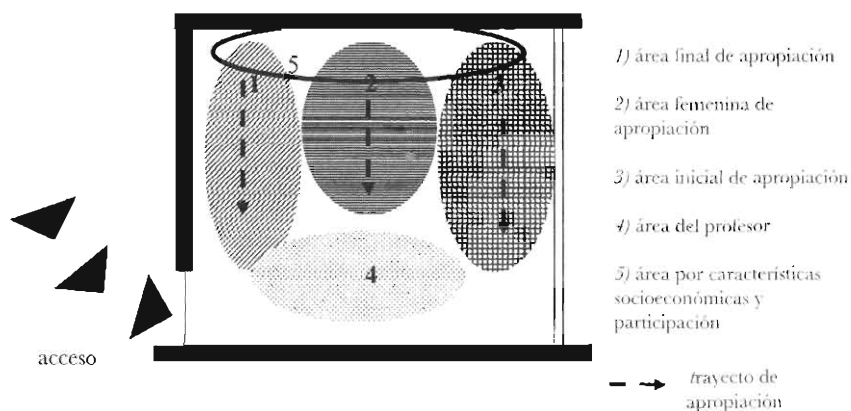 5
1
2
3
4
acceso
1) área final de apropiación
2) área femenina de
apropiación
3) área inicial de apropiación
4) área del profesor
5) área por características
socioeconómicas y
participación
trayecto de
apropiación